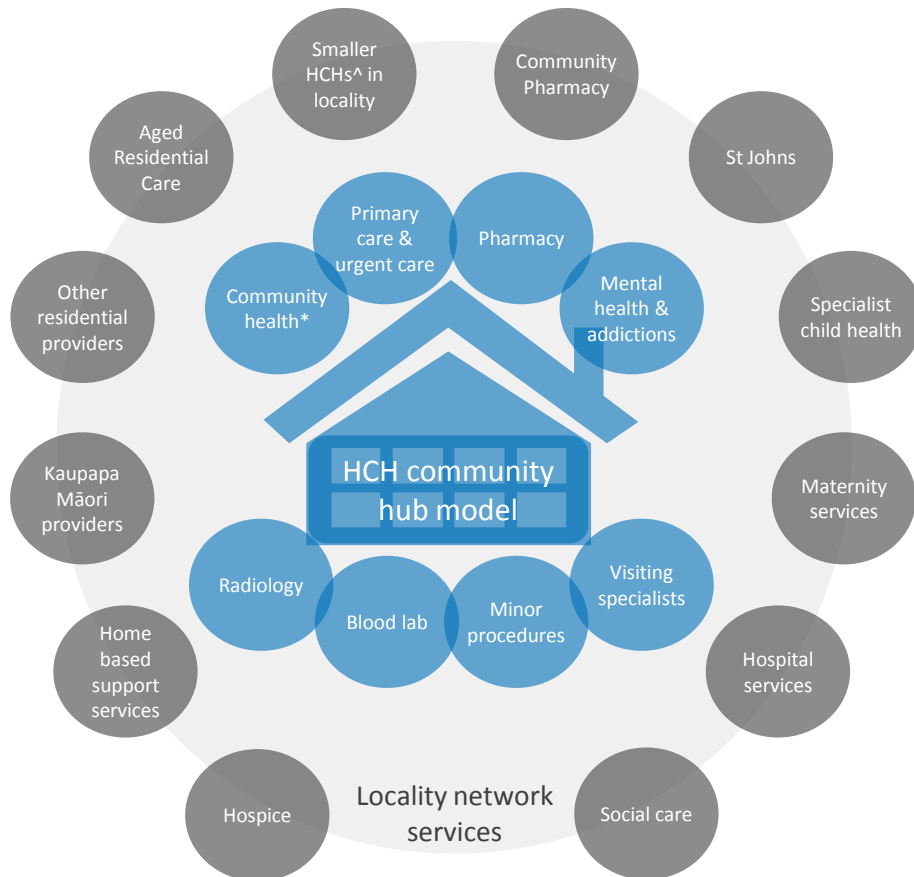 Smaller
HCHs^ in
locality
Community
Pharmacy
Aged
Residential
Care
St Johns
Primary
care &
urgent care
Pharmacy
Other
residential
providers
Community
health*
Mental
health &
addictions
Specialist
child health
Kaupapa
Māori
providers
HCH community
hub model
Maternity
services
Radiology
Blood lab
Minor
procedures
Visiting
specialists
Home
based
support
services
Hospital
services
Hospice
Locality network
services
Social care